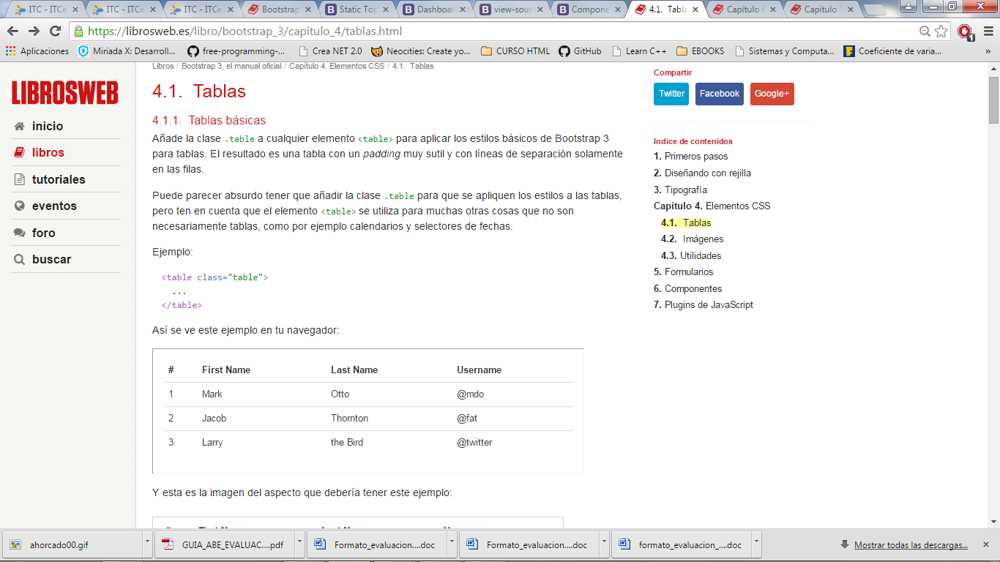 ITC - ITCe
ITC - ITCe
ITC - ITCe
Bootstrap
Static Top
Dashboar
view-sour
Compone
4.1. Tabla
Capítulo
Capítulo
https://librosweb.es/libro/bootstrap_3/capitulo_4/tablas.html
1
Aplicaciones
Miriada X: Desarroll...
free-programming-...
Crea NET 2.0
Neocities: Create yo...
CURSO HTML
GitHub
Learn C++
EBOOKS
Sistemas y Computa...
Coeficiente de varia...
»
LIBROSWEB
inicio
libros
tutoriales
eventos
foro
buscar
Libros / Bootstrap 3, el manual oficial / Capítulo 4. Elementos CSS / 4.1. Tablas
4.1. Tablas
4.1.1. Tablas básicas
Añade la clase .table a cualquier elemento <table> para aplicar los estilos básicos de Bootstrap 3
para tablas. El resultado es una tabla con un padding muy sutil y con líneas de separación solamente
en las filas.
Puede parecer absurdo tener que añadir la clase .table para que se apliquen los estilos a las tablas,
pero ten en cuenta que el elemento <table> se utiliza para muchas otras cosas que no son
necesariamente tablas, como por ejemplo calendarios y selectores de fechas.
Ejemplo:
<table class="table">
...
</table>
Así se ve este ejemplo en tu navegador:
# First Name Last Name Username
1 Mark Otto @mdo
2 Jacob Thornton @fat
3 Larry the Bird @twitter
Y esta es la imagen del aspecto que debería tener este ejemplo:
Compartir
Twitter
Facebook
Google+
Indice de contenidos
1. Primeros pasos
2. Diseñando con rejilla
3. Tipografía
Capítulo 4. Elementos CSS
4.1. Tablas
4.2. Imágenes
4.3. Utilidades
5. Formularios
6. Componentes
7. Plugins de JavaScript
ahorcado00.gif
GUIA_ABE_EVALUAC....pdf
Formato_evaluacion....doc
Formato_evaluacion....doc
formato_evaluacion_....doc
Mostrar todas las descargas...